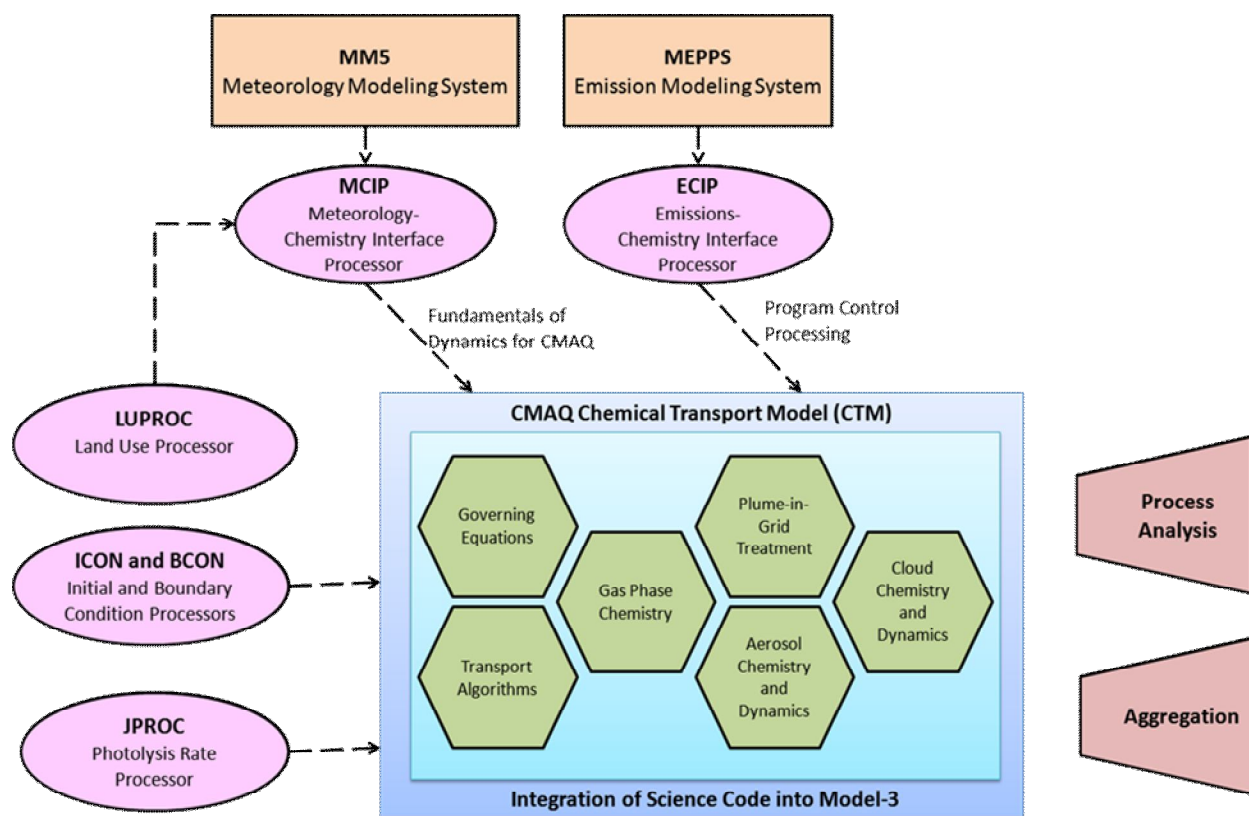 MM5
Meteorology Modeling System
MEPPS
Emission Modeling System
MCIP
Meteorology-
Chemistry Interface
Processor
ECIP
Emissions-
Chemistry Interface
Processor
Fundamentals of
Dynamics for CMAQ
Program Control
Processing
LUPROC
Land Use Processor
ICON and BCON
Initial and Boundary
Condition Processors
JPROC
Photolysis Rate
Processor
CMAQ Chemical Transport Model (CTM)
Governing
Equations
Plume-in-
Grid
Treatment
Gas Phase
Chemistry
Cloud
Chemistry
and
Dynamics
Transport
Algorithms
Aerosol
Chemistry
and
Dynamics
Integration of Science Code into Model-3
Process
Analysis
Aggregation